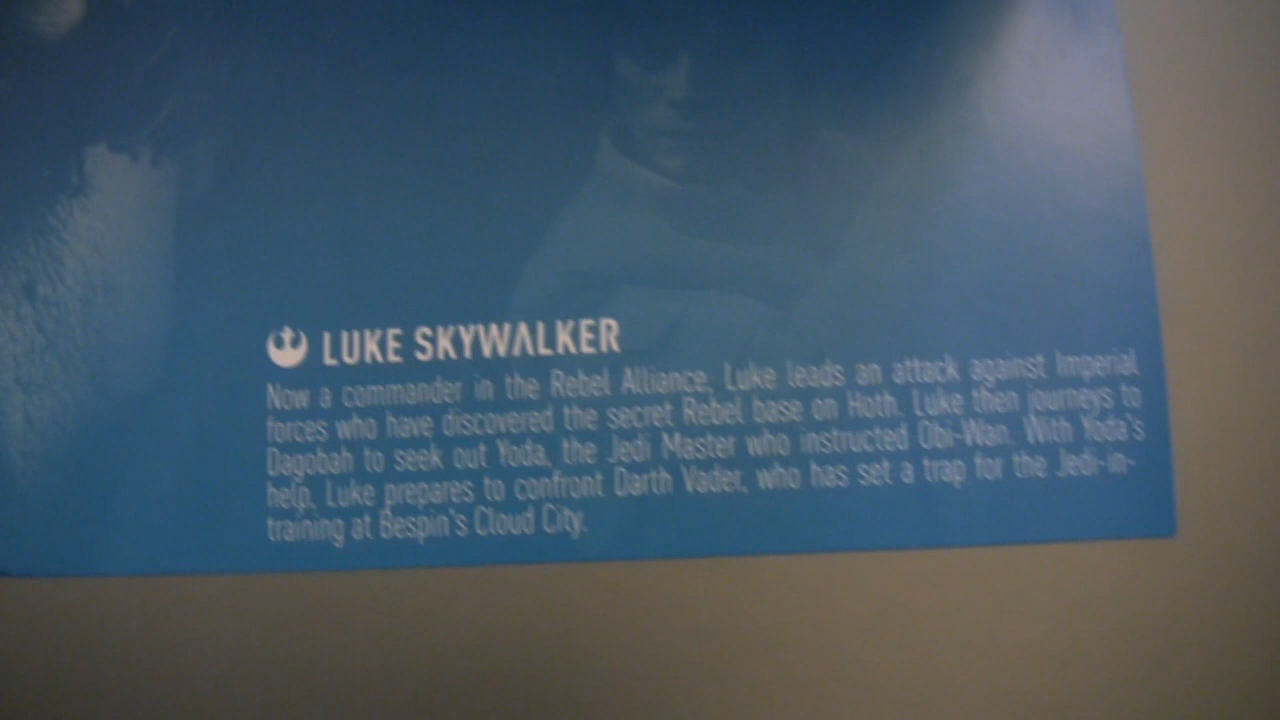 LUKE SKYWALKER
Now a commander in the Rebel Alliance, Luke leads an attack against Imperial
forces who have discovered the secret Rebel base on Hoth. Luke then journeys to
Dagobah to seek out Yoda, the Jedi Master who instructed Obi-Wan. With Yoda's
help, Luke prepares to confront Darth Vader, who has set a trap for the Jedi-in-
training at Bespin's Cloud City.